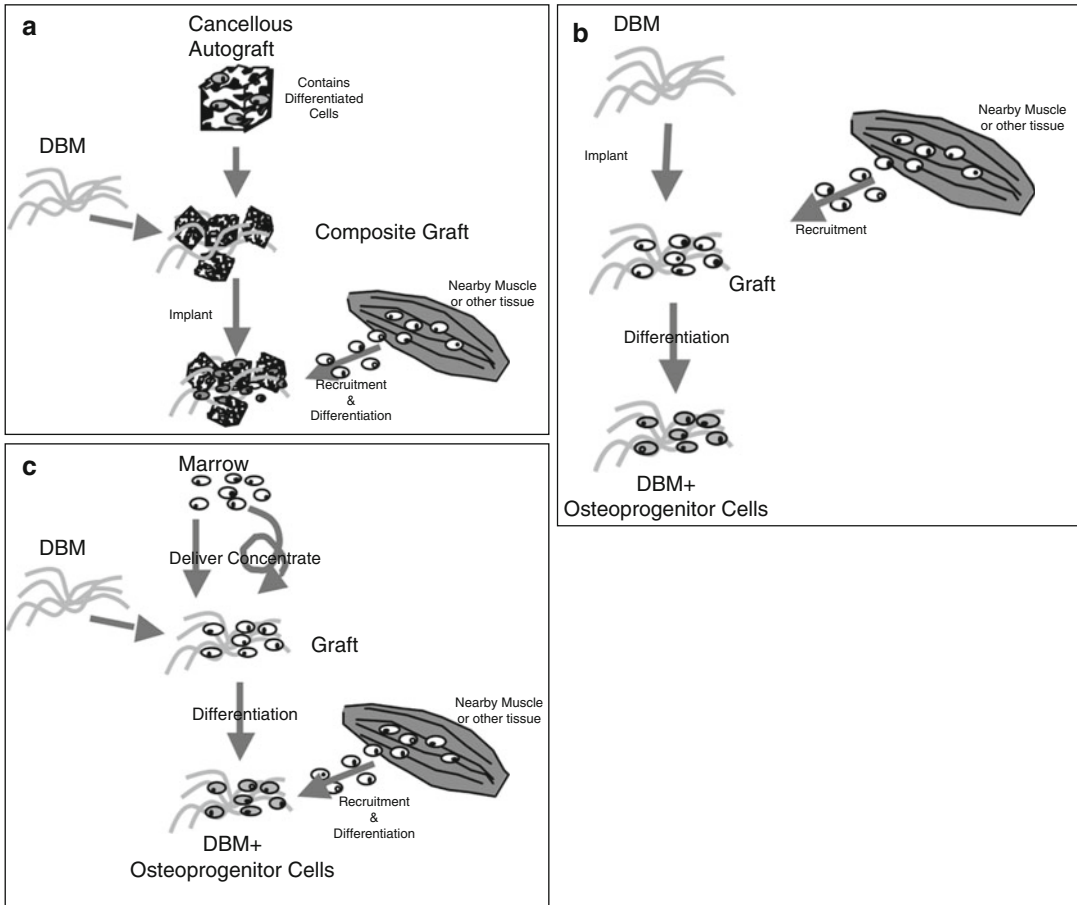 a
Cancellous
Autograft
Contains
Differentiated
Cells
DBM
Composite Graft
Implant
Nearby Muscle
or other tissue
Recruitment
&
Differentiation
b
DBM
Implant
Nearby Muscle
or other tissue
Recruitment
Graft
Differentiation
DBM+
Osteoprogenitor Cells
c
Marrow
DBM
Deliver Concentrate
Graft
Differentiation
Nearby Muscle
or other tissue
Recruitment
&
Differentiation
DBM+
Osteoprogenitor Cells